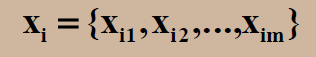 xᵢ = {xᵢ₁,xᵢ₂,...,xᵢₘ}